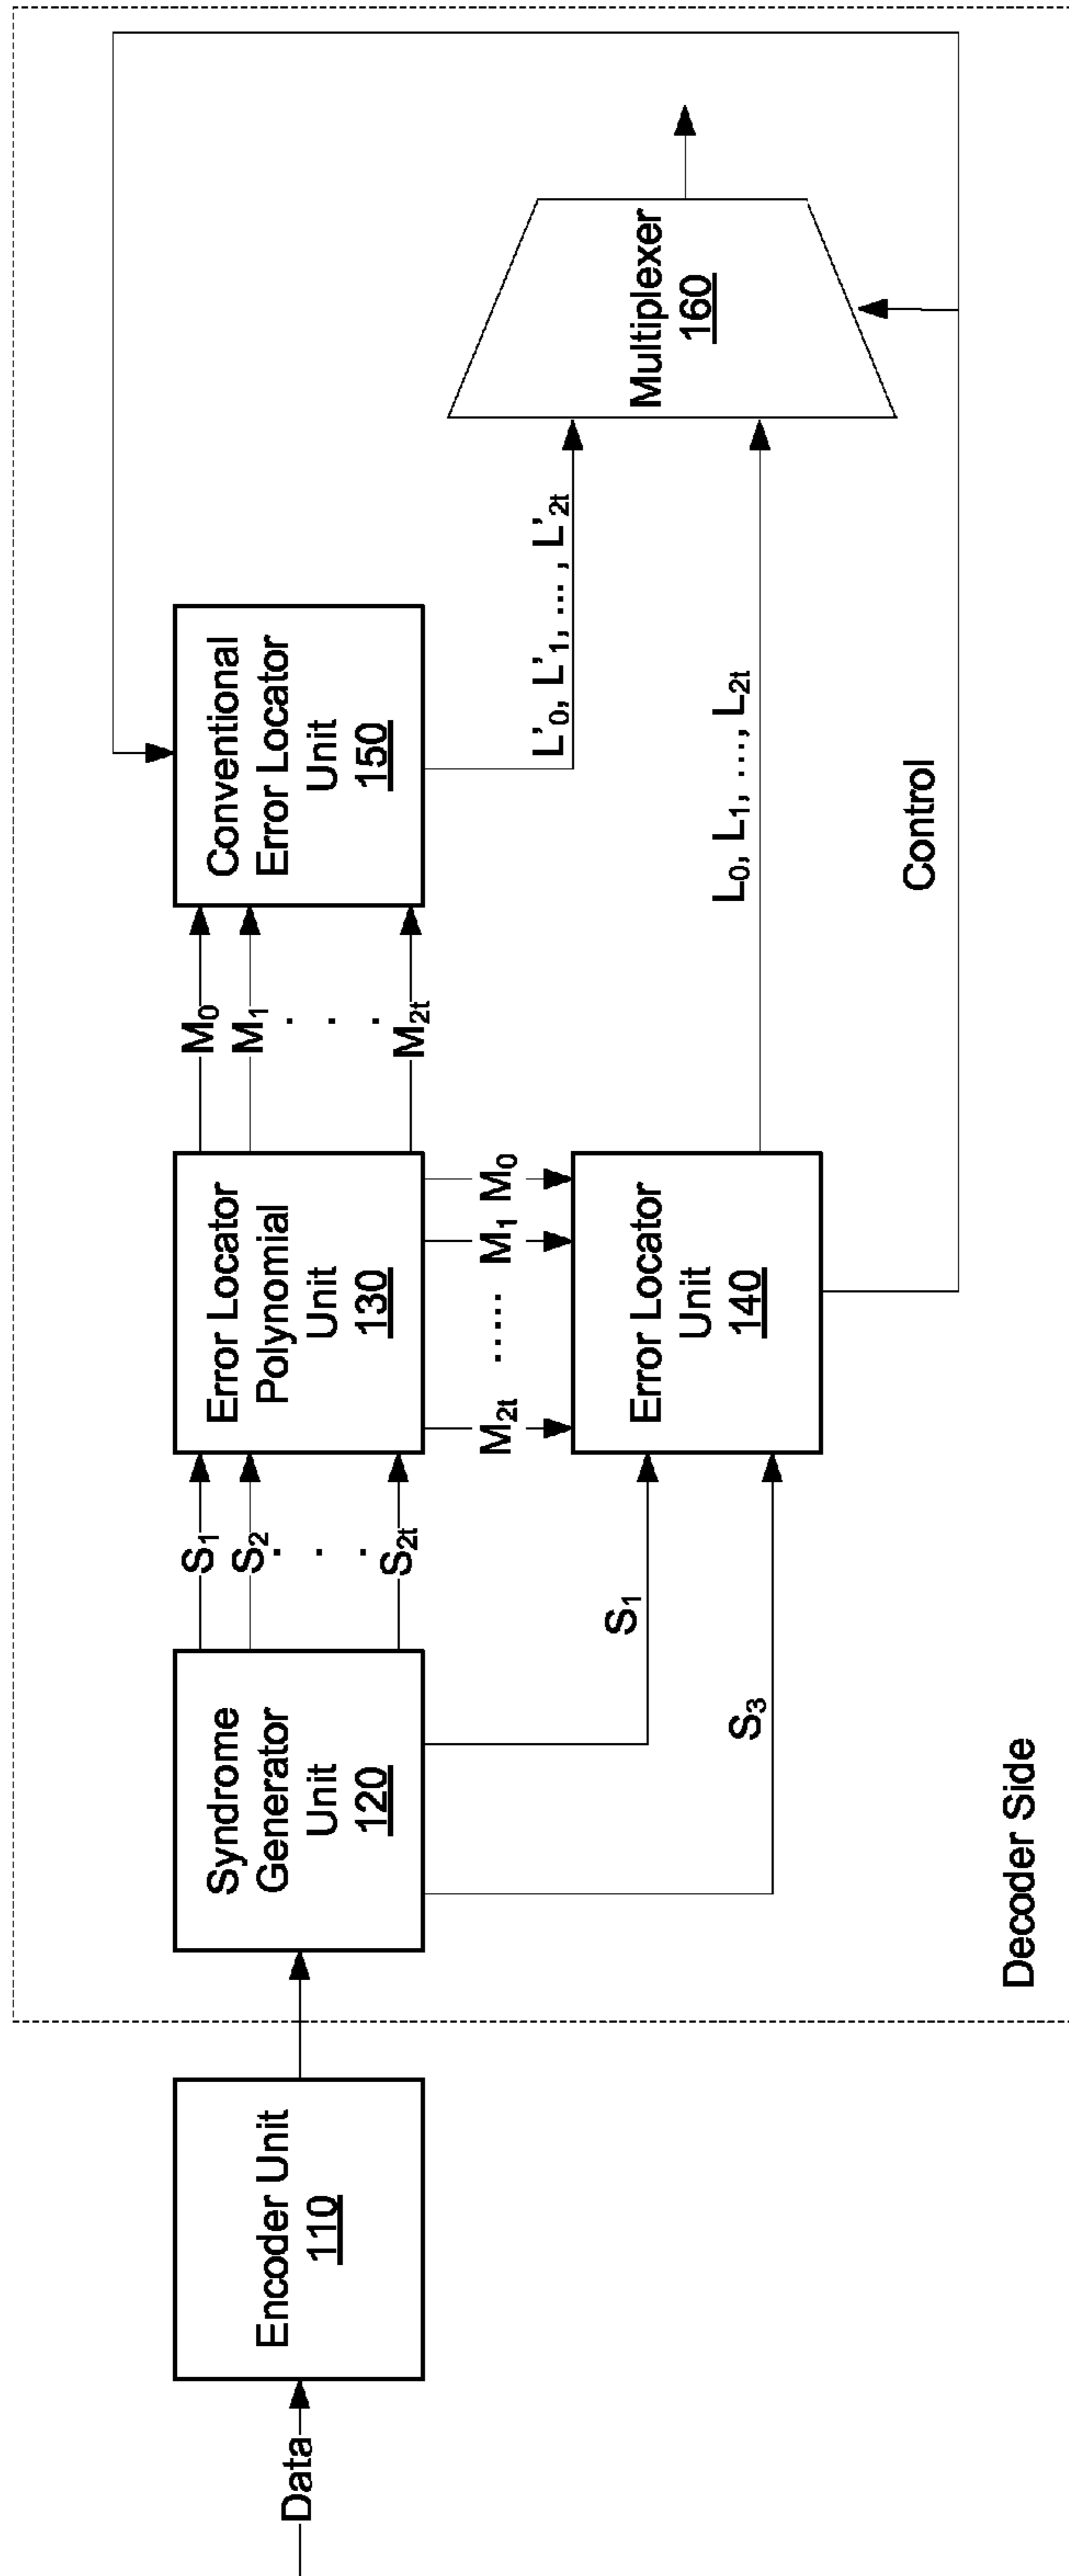 Data
Encoder Unit
110
Syndrome
Generator
Unit
120
S₁
S₂
. . .
S₂ₜ
S₁
S₃
Error Locator
Polynomial
Unit
130
M₀
M₁
. . .
M₂ₜ
M₂ₜ ..... M₁ M₀
Error Locator
Unit
140
Conventional
Error Locator
Unit
150
L'₀, L'₁, ... , L'₂ₜ
L₀, L₁, ..., L₂ₜ
Multiplexer
160
Control
Decoder Side